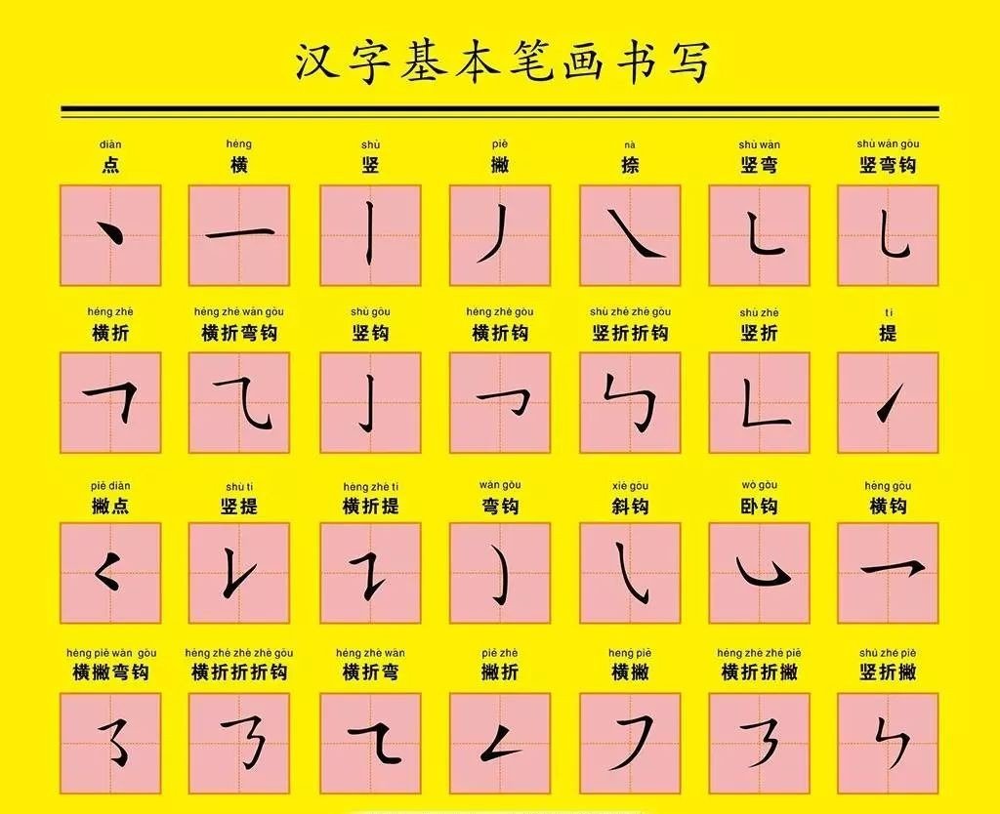 汉字基本笔画书写
diǎn héng shù piě nà shù wān shù wān gōu
点 横 竖 撇 捺 竖弯 竖弯钩
héng zhé héng zhé wān gōu shù gōu héng zhé gōu shù zhé zhé gōu shù zhé tí
横折 横折弯钩 竖钩 横折钩 竖折折钩 竖折 提
piě diǎn shù tí héng zhé tí wān gōu xié gōu wò gōu héng gōu
撇点 竖提 横折提 弯钩 斜钩 卧钩 横钩
héng piě wān gōu héng zhé zhé zhé gōu héng zhé wān piě zhé héng piě héng zhé zhé piě shù zhé piě
横撇弯钩 横折折折钩 横折弯 撇折 横撇 横折折撇 竖折撇